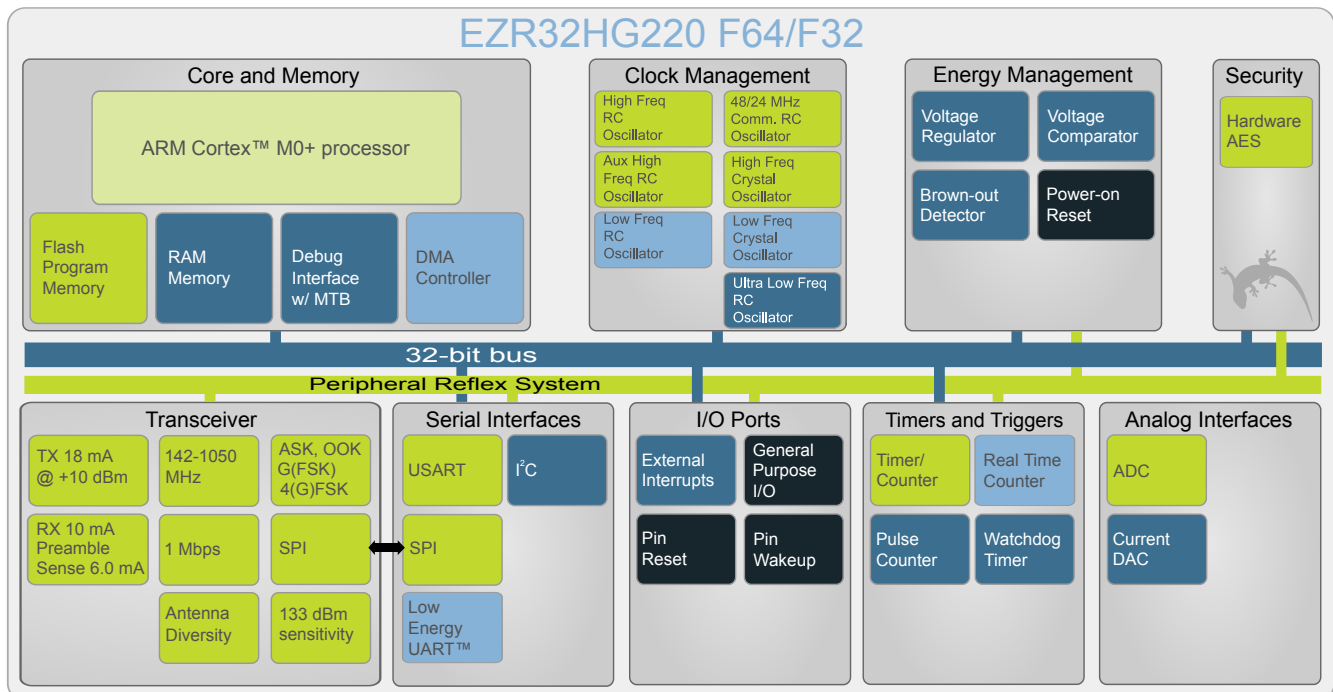 EZR32HG220 F64/F32
Core and Memory
ARM Cortex™ M0+ processor
Flash
Program
Memory
RAM
Memory
Debug
Interface
w/ MTB
DMA
Controller
Clock Management
High Freq
RC
Oscillator
48/24 MHz
Comm. RC
Oscillator
Aux High
Freq RC
Oscillator
High Freq
Crystal
Oscillator
Low Freq
RC
Oscillator
Low Freq
Crystal
Oscillator
Ultra Low Freq
RC
Oscillator
Energy Management
Voltage
Regulator
Voltage
Comparator
Brown-out
Detector
Power-on
Reset
Security
Hardware
AES
32-bit bus
Peripheral Reflex System
Transceiver
TX 18 mA
@ +10 dBm
142-1050
MHz
ASK, OOK
G(FSK)
4(G)FSK
RX 10 mA
Preamble
Sense 6.0 mA
1 Mbps
SPI
Antenna
Diversity
133 dBm
sensitivity
Serial Interfaces
USART
I²C
SPI
Low
Energy
UART™
I/O Ports
External
Interrupts
General
Purpose
I/O
Pin
Reset
Pin
Wakeup
Timers and Triggers
Timer/
Counter
Real Time
Counter
Pulse
Counter
Watchdog
Timer
Analog Interfaces
ADC
Current
DAC